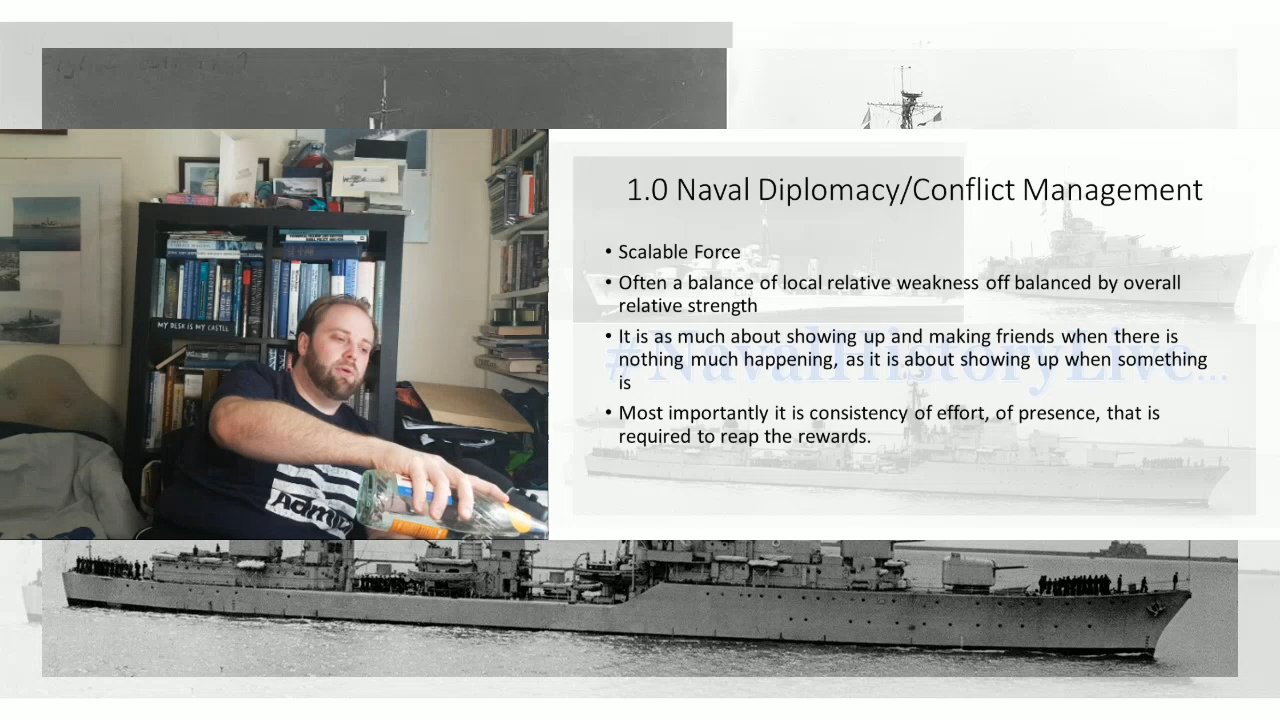 1.0 Naval Diplomacy/Conflict Management
• Scalable Force
• Often a balance of local relative weakness off balanced by overall
relative strength
• It is as much about showing up and making friends when there is
nothing much happening, as it is about showing up when something
is
• Most importantly it is consistency of effort, of presence, that is
required to reap the rewards.
#NavalHistoryLive...
MY DESK IS MY CASTLE